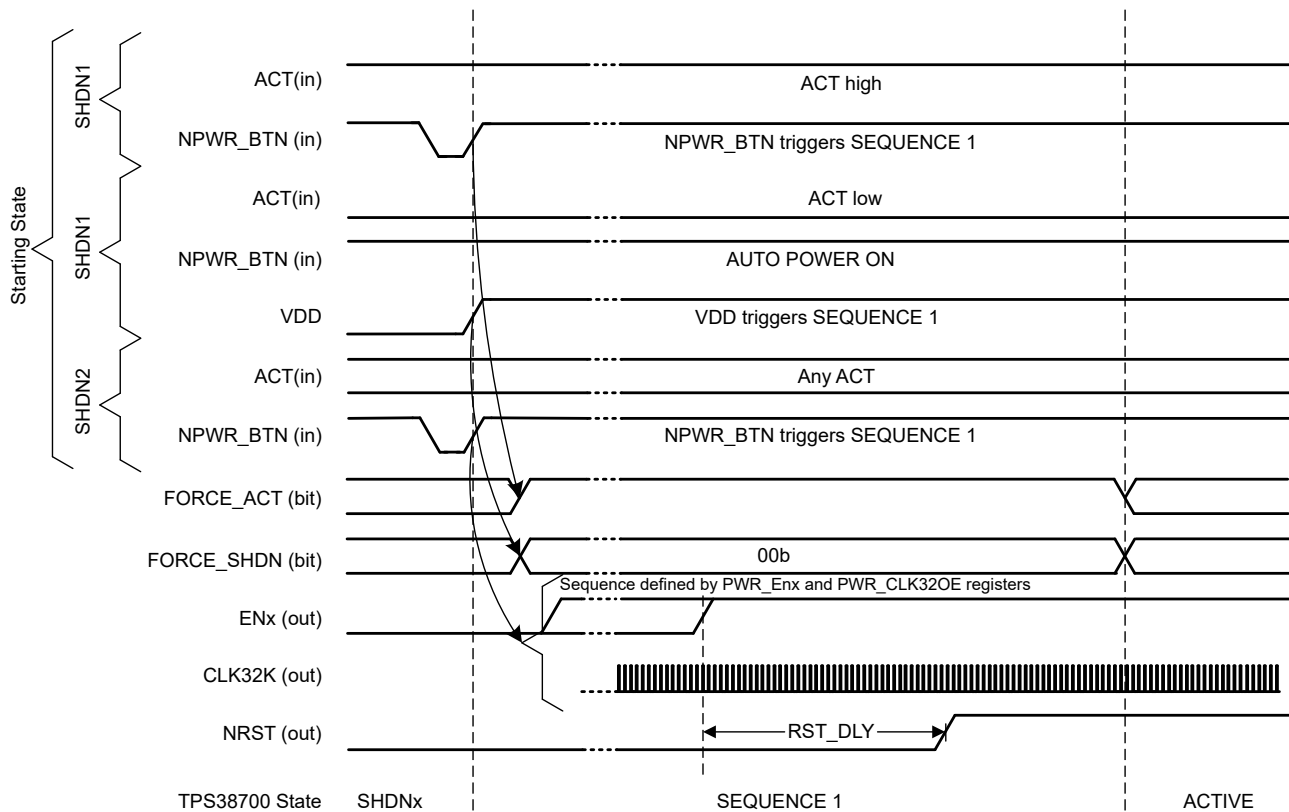 Starting State
SHDN1
SHDN1
SHDN2
ACT(in)
ACT high
NPWR_BTN (in)
NPWR_BTN triggers SEQUENCE 1
ACT(in)
ACT low
NPWR_BTN (in)
AUTO POWER ON
VDD
VDD triggers SEQUENCE 1
ACT(in)
Any ACT
NPWR_BTN (in)
NPWR_BTN triggers SEQUENCE 1
FORCE_ACT (bit)
FORCE_SHDN (bit)
00b
Sequence defined by PWR_Enx and PWR_CLK32OE registers
ENx (out)
CLK32K (out)
NRST (out)
RST_DLY
TPS38700 State
SHDNx
SEQUENCE 1
ACTIVE